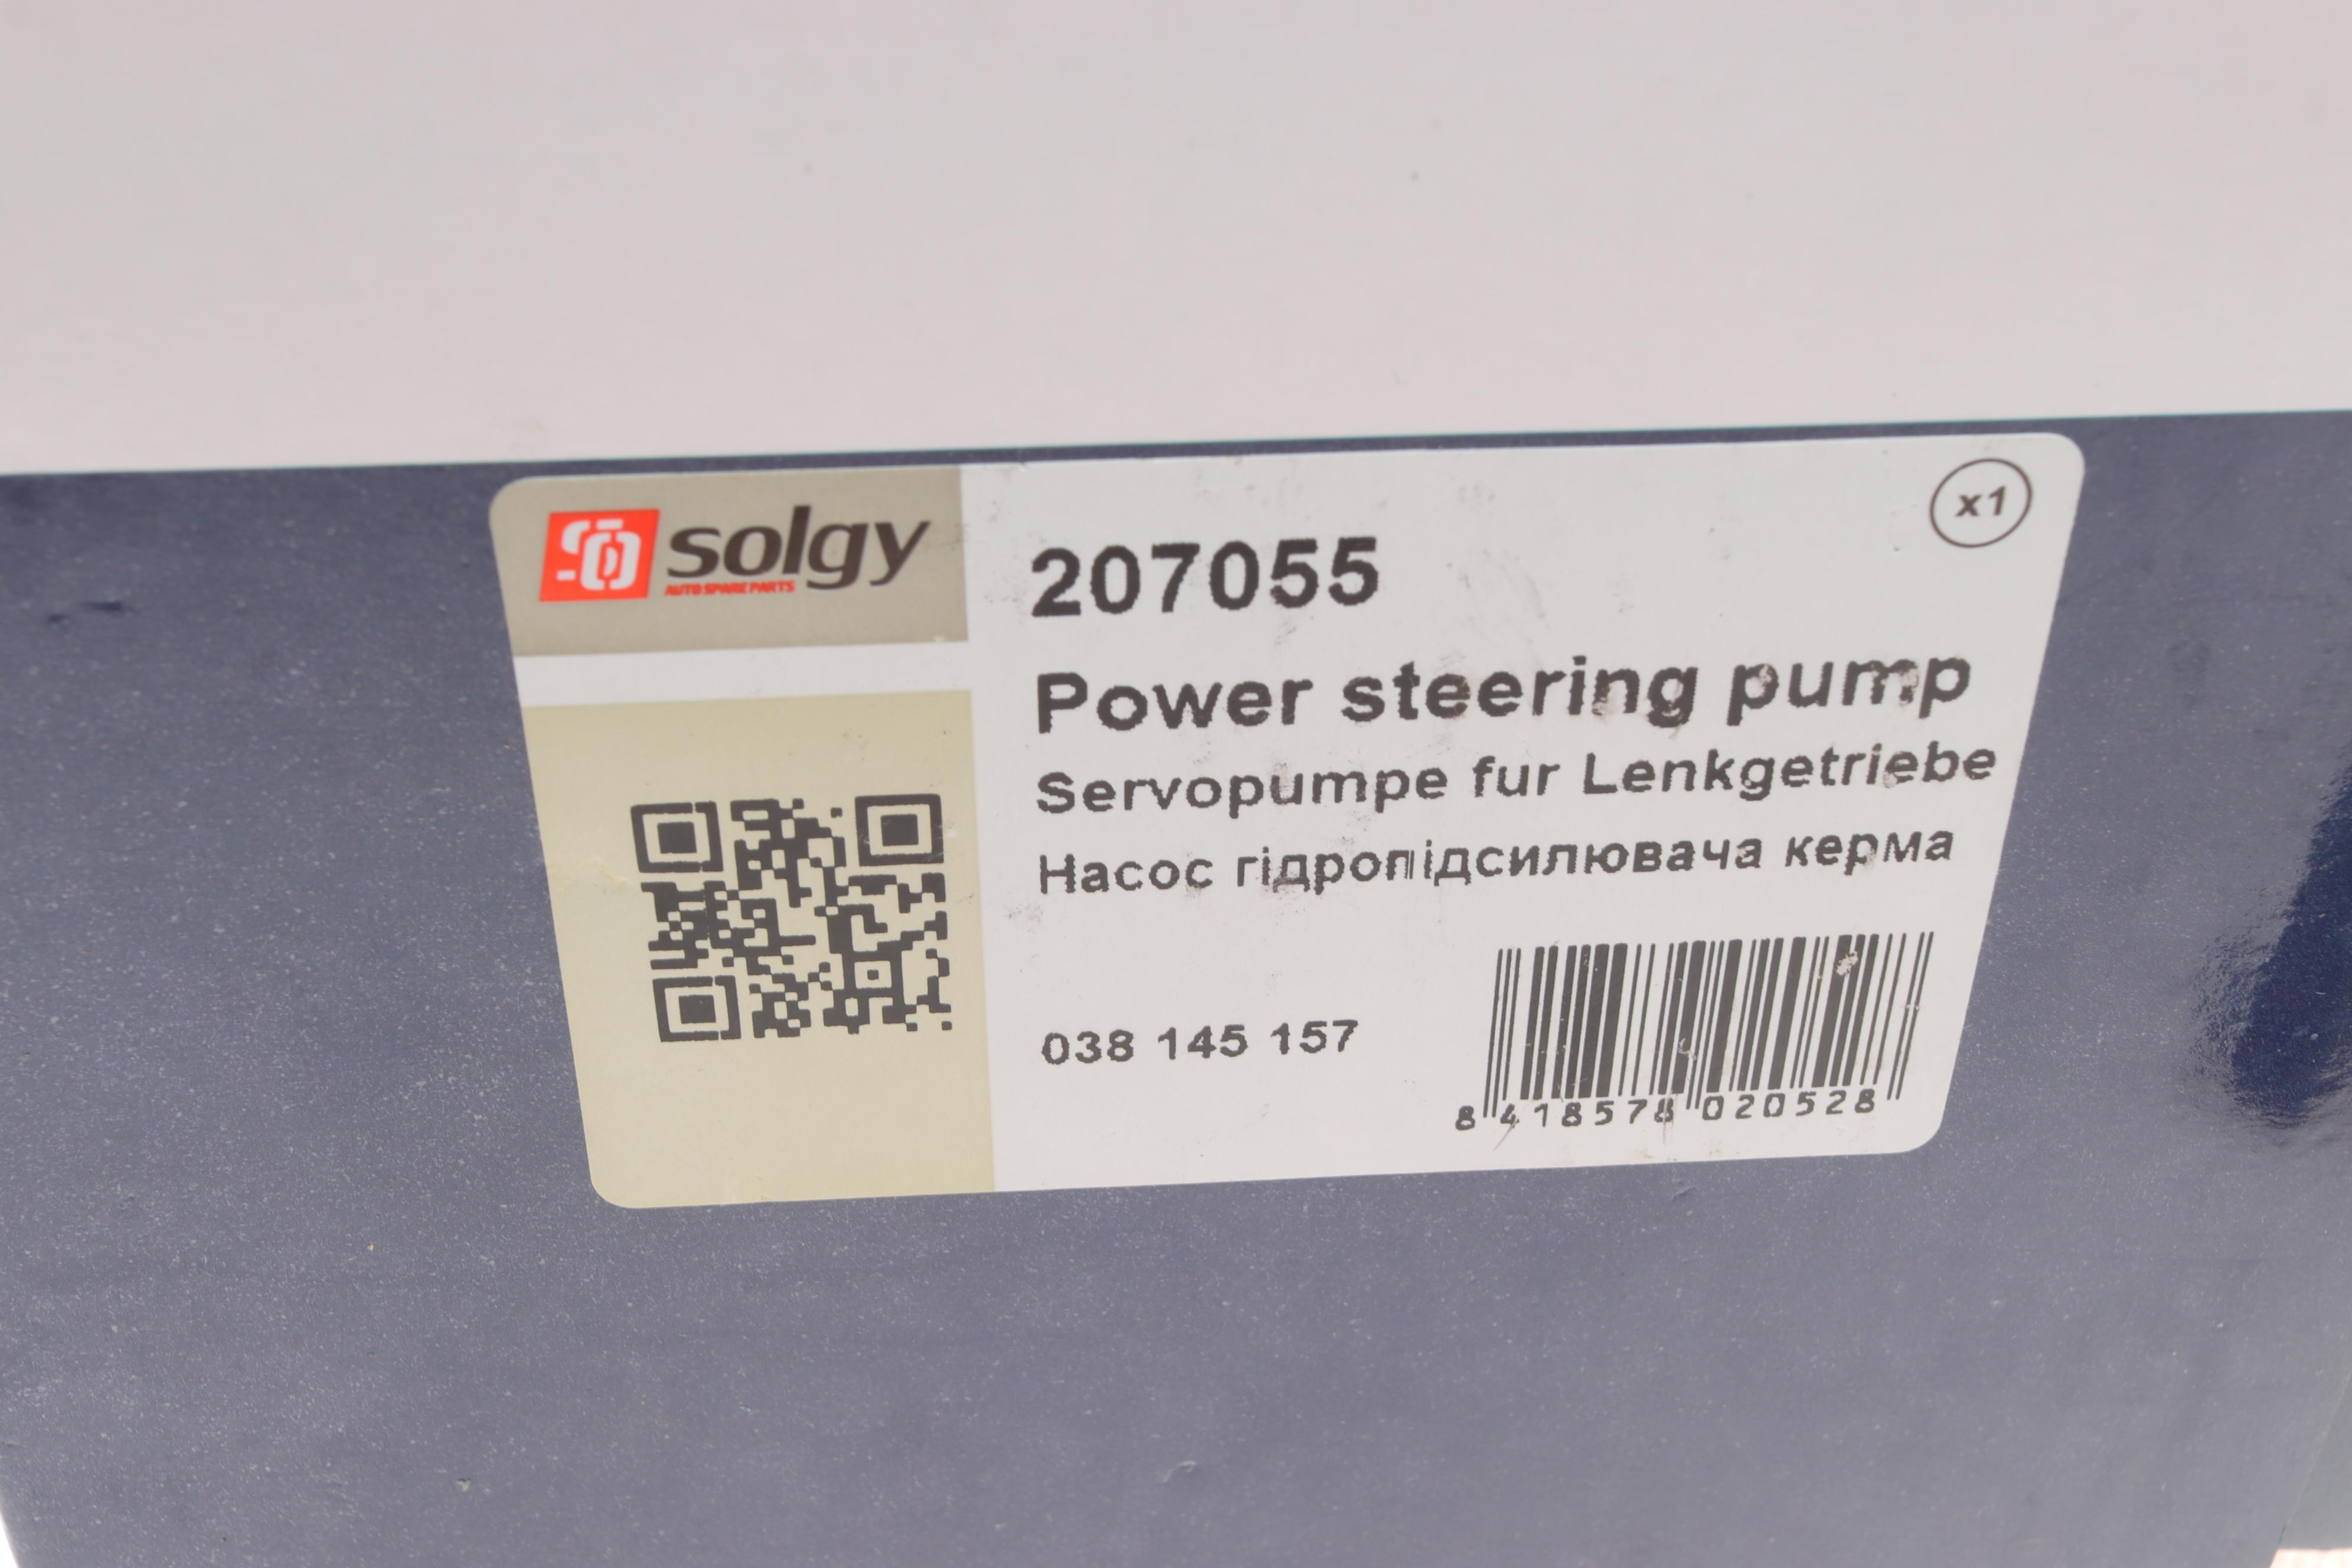 solgy
AUTO SPARE PARTS
x1
207055
Power steering pump
Servopumpe fur Lenkgetriebe
Насос гідропідсилювача керма
038 145 157
8 418578 020528